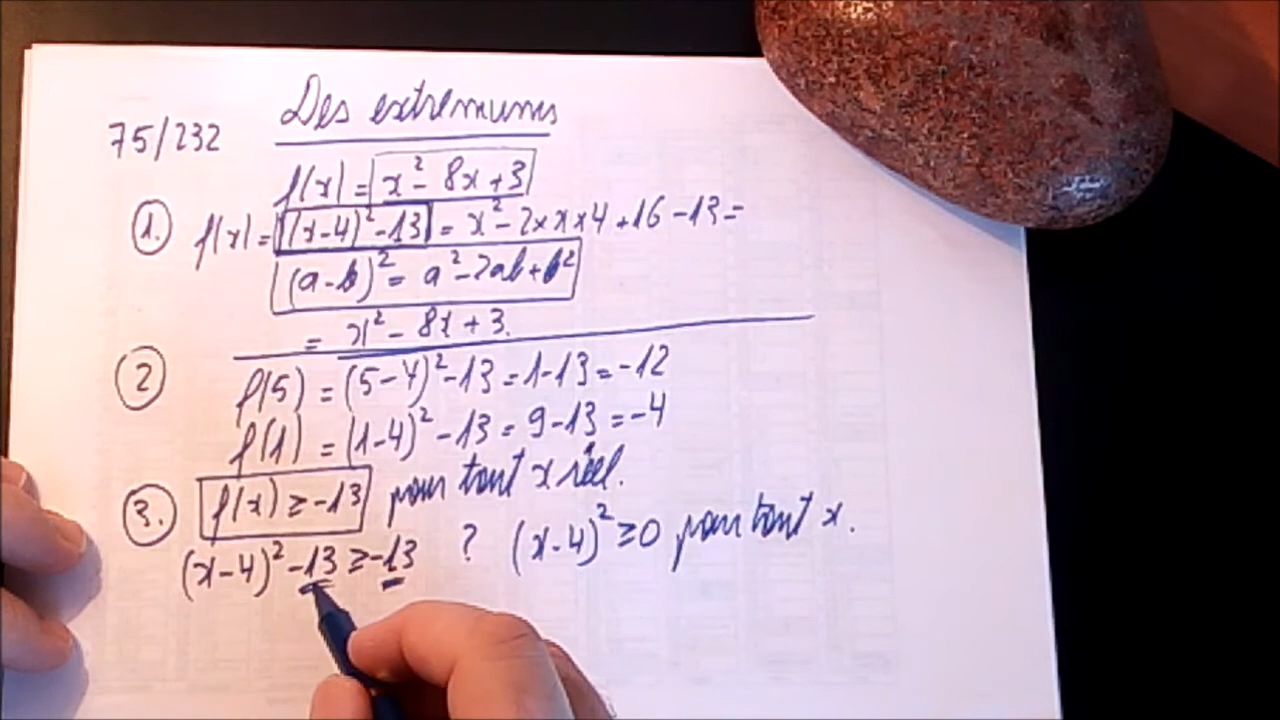 Des extremums
75/232
f(x) = x² - 8x + 3
1. f(x) = (x-4)² - 13 = x² - 2×x×4 + 16 - 13 =
(a-b)² = a² - 2ab + b²
= x² - 8x + 3.
2 f(5) = (5-4)² - 13 = 1 - 13 = -12
f(1) = (1-4)² - 13 = 9 - 13 = -4
3. f(x) ≥ -13 pour tout x réel.
(x-4)² - 13 ≥ -13 ? (x-4)² ≥ 0 pour tout x.